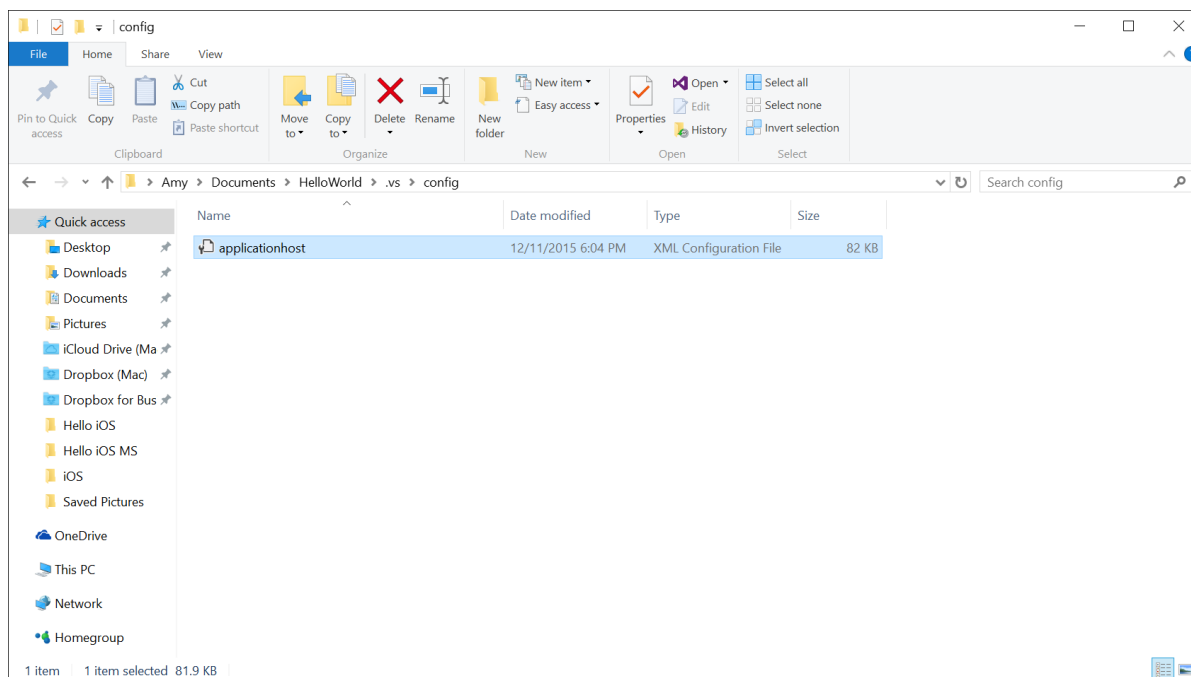 config
File Home Share View
Pin to Quick access
Copy
Paste
Cut
Copy path
Paste shortcut
Clipboard
Move to
Copy to
Delete
Rename
Organize
New folder
New item
Easy access
New
Properties
Open
Edit
History
Open
Select all
Select none
Invert selection
Select
Amy > Documents > HelloWorld > .vs > config
Search config
Name Date modified Type Size
applicationhost 12/11/2015 6:04 PM XML Configuration File 82 KB
Quick access
Desktop
Downloads
Documents
Pictures
iCloud Drive (Ma
Dropbox (Mac)
Dropbox for Bus
Hello iOS
Hello iOS MS
iOS
Saved Pictures
OneDrive
This PC
Network
Homegroup
1 item 1 item selected 81.9 KB